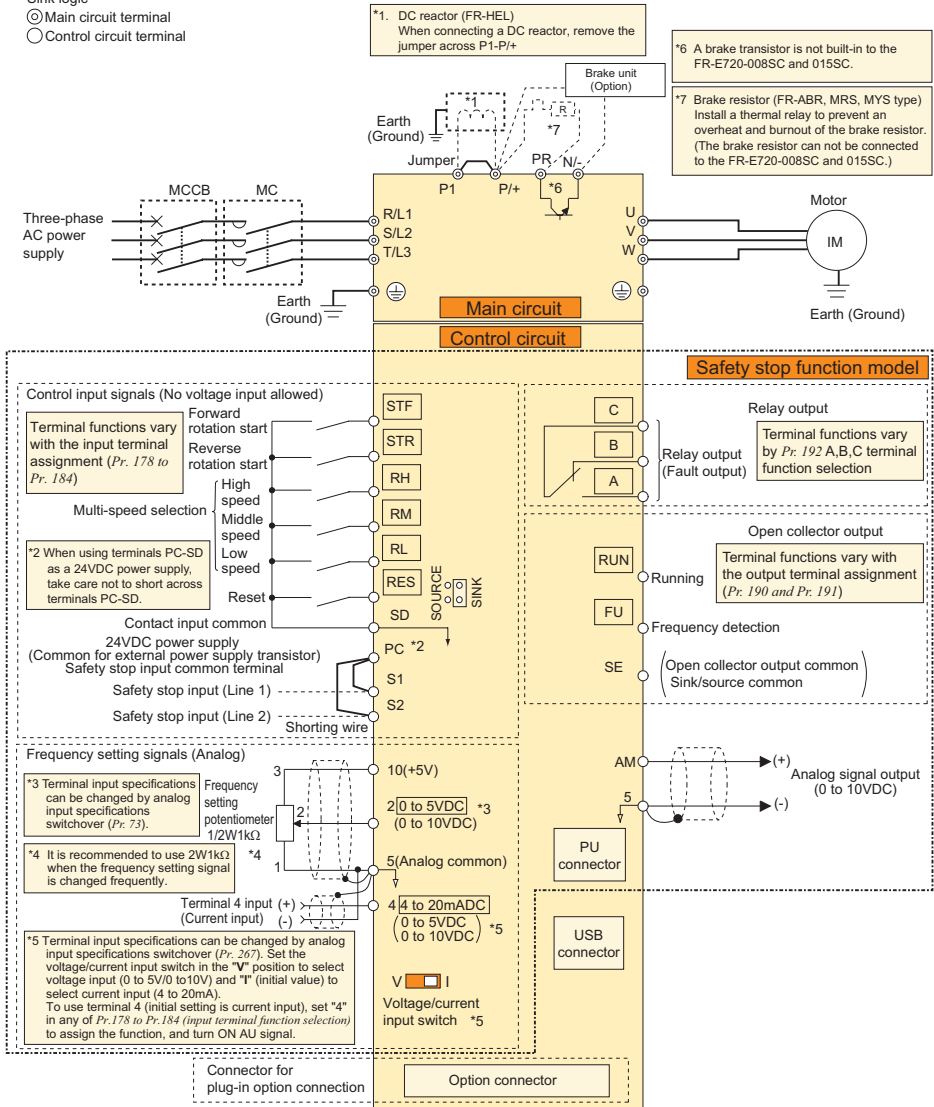 Sink logic
Main circuit terminal
Control circuit terminal
*1. DC reactor (FR-HEL)
When connecting a DC reactor, remove the
jumper across P1-P/+
*6 A brake transistor is not built-in to the
FR-E720-008SC and 015SC.
*7 Brake resistor (FR-ABR, MRS, MYS type)
Install a thermal relay to prevent an
overheat and burnout of the brake resistor.
(The brake resistor can not be connected
to the FR-E720-008SC and 015SC.)
Brake unit
(Option)
*1
R
*7
Earth
(Ground)
Jumper
PR N/-
P1 P/+ *6
MCCB MC
Three-phase
AC power
supply
R/L1
S/L2
T/L3
U
V
W
Motor
IM
Earth
(Ground)
Earth (Ground)
Main circuit
Control circuit
Safety stop function model
Control input signals (No voltage input allowed)
Terminal functions vary
with the input terminal
assignment (Pr. 178 to
Pr. 184)
Forward
rotation start
Reverse
rotation start
Multi-speed selection
High
speed
Middle
speed
Low
speed
Reset
*2 When using terminals PC-SD
as a 24VDC power supply,
take care not to short across
terminals PC-SD.
Contact input common
24VDC power supply
(Common for external power supply transistor)
Safety stop input common terminal
Safety stop input (Line 1)
Safety stop input (Line 2)
Shorting wire
STF
STR
RH
RM
RL
RES
SD
SOURCE
SINK
PC *2
S1
S2
C
B
A
Relay output
Relay output
(Fault output)
Terminal functions vary
by Pr. 192 A,B,C terminal
function selection
Open collector output
RUN
Running
Terminal functions vary with
the output terminal assignment
(Pr. 190 and Pr. 191)
FU
Frequency detection
SE
Open collector output common
Sink/source common
Frequency setting signals (Analog)
*3 Terminal input specifications
can be changed by analog
input specifications
switchover (Pr. 73).
Frequency
setting
potentiometer
1/2W1kΩ
*4
3
2
1
*4 It is recommended to use 2W1kΩ
when the frequency setting signal
is changed frequently.
10(+5V)
2 0 to 5VDC *3
(0 to 10VDC)
5(Analog common)
Terminal 4 input (+)
(Current input) (-)
4 4 to 20mADC
0 to 5VDC
0 to 10VDC *5
*5 Terminal input specifications can be changed by analog
input specifications switchover (Pr. 267). Set the
voltage/current input switch in the "V" position to select
voltage input (0 to 5V/0 to10V) and "I" (initial value) to
select current input (4 to 20mA).
To use terminal 4 (initial setting is current input), set "4"
in any of Pr.178 to Pr.184 (input terminal function selection)
to assign the function, and turn ON AU signal.
V I
Voltage/current
input switch *5
AM
5
(+)
(-)
Analog signal output
(0 to 10VDC)
PU
connector
USB
connector
Connector for
plug-in option connection
Option connector